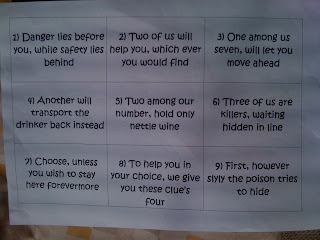 1) Danger lies before
you, while safety lies
behind
2) Two of us will
help you, which ever
you would find
3) One among us
seven, will let you
move ahead
4) Another will
transport the
drinker back instead
5) Two among our
number, hold only
nettle wine
6) Three of us are
killers, waiting
hidden in line
7) Choose, unless
you wish to stay
here forevermore
8) To help you in
your choice, we give
you these clue's
four
9) First, however
slyly the poison tries
to hide